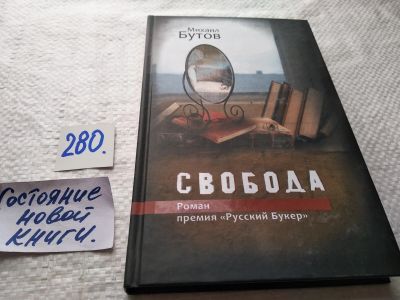 Михаил
Бутов
СВОБОДА
Роман
премия «Русский Букер»
280.
Состояние
новой
книги.